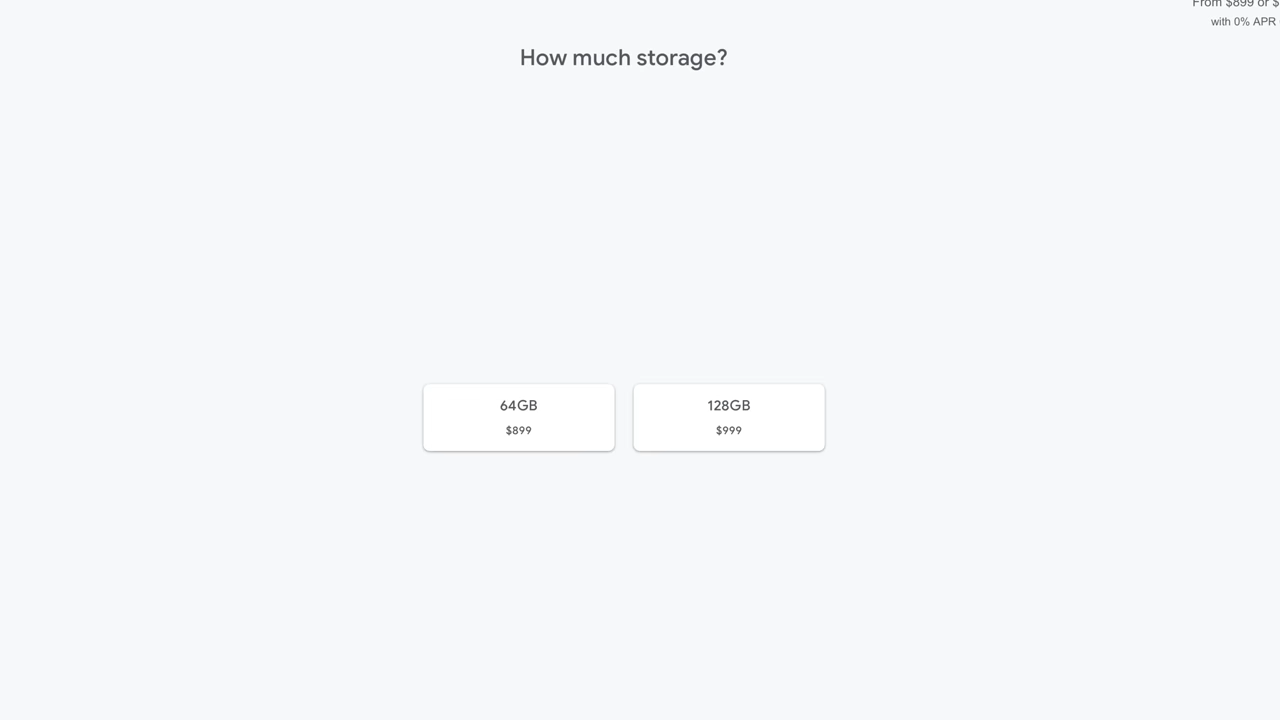 From $899 or $
with 0% APR
How much storage?
64GB
$899
128GB
$999